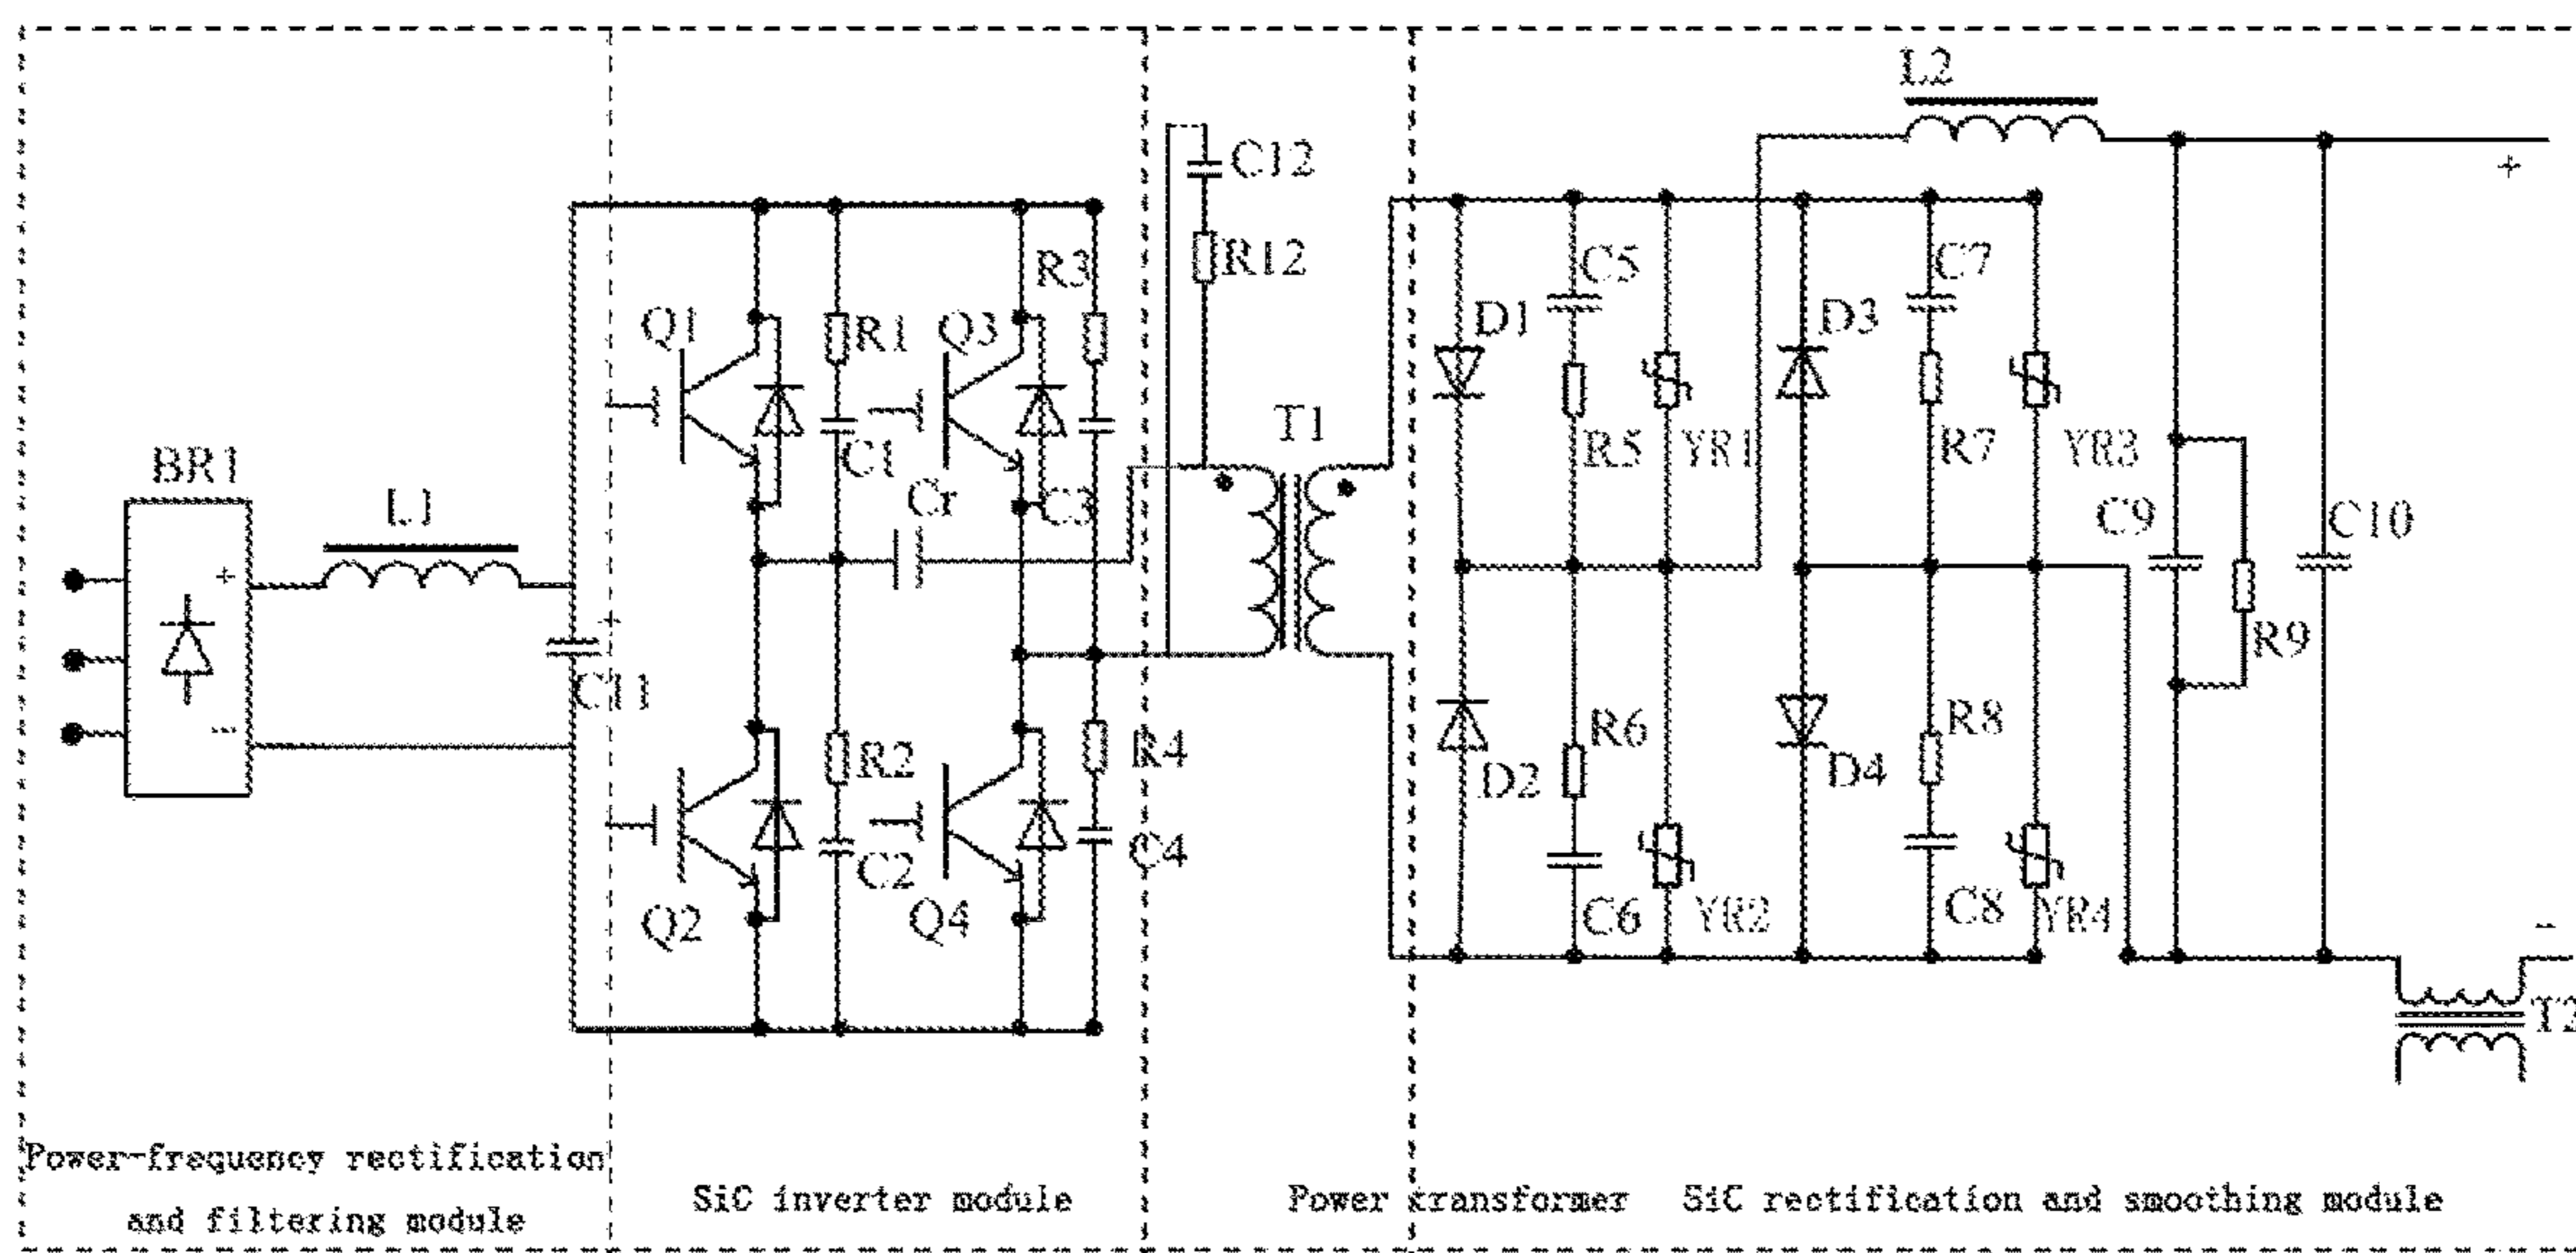 L2
+
C12
R12
R3
C5
C7
Q1
R1
Q3
D1
D3
T1
C1
R5
YR1
R7
YR3
BR1
L1
Cr
C3
C9
C10
+
+
C11
R9
-
R2
R4
R6
R8
D2
D4
Q2
C2
Q4
C4
C6
YR2
C8
YR4
-
Power-frequency rectification
and filtering module
SiC inverter module
Power transformer
SiC rectification and smoothing module